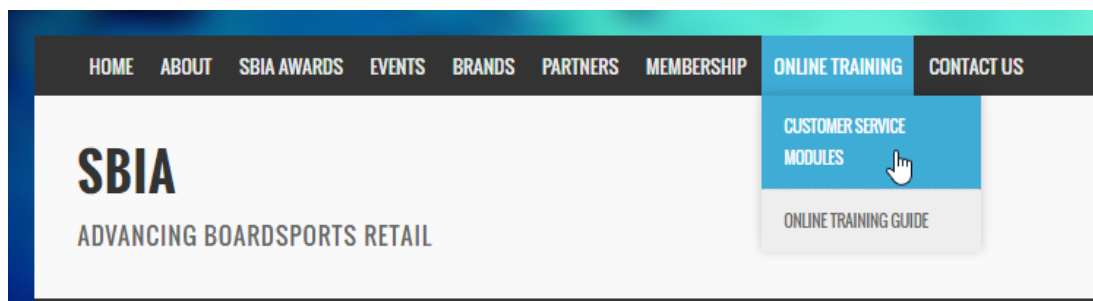 HOME ABOUT SBIA AWARDS EVENTS BRANDS PARTNERS MEMBERSHIP ONLINE TRAINING CONTACT US
CUSTOMER SERVICE
MODULES
SBIA
ONLINE TRAINING GUIDE
ADVANCING BOARDSPORTS RETAIL